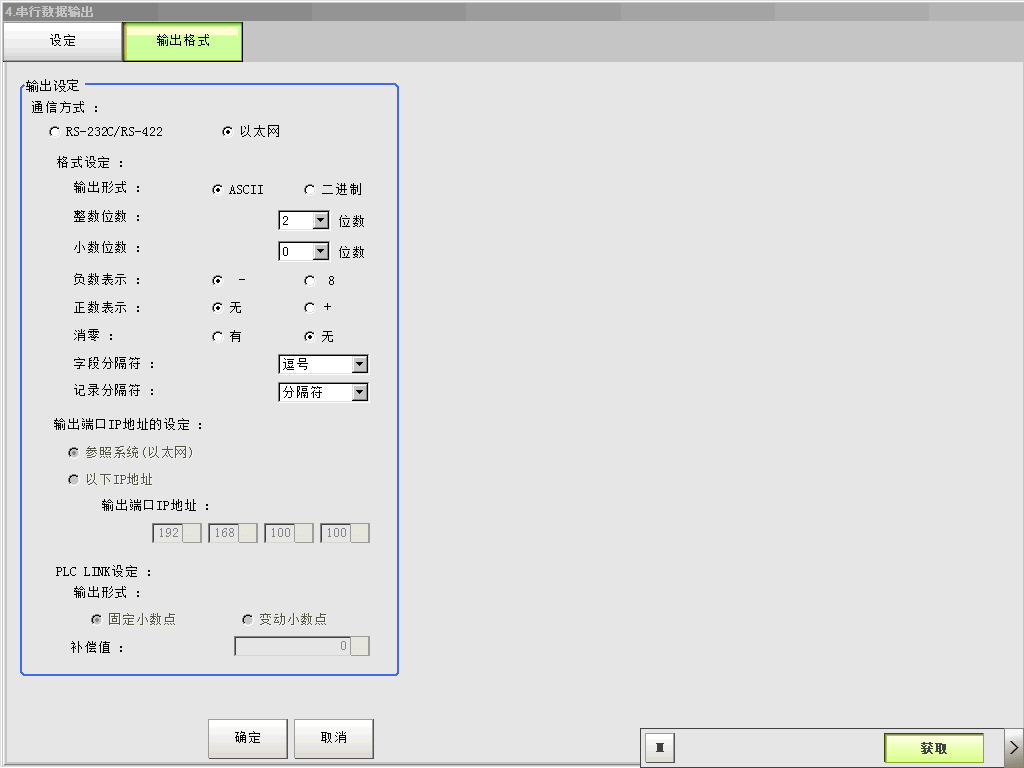 4.串行数据输出
设定 输出格式
输出设定
通信方式 :
RS-232C/RS-422 以太网
格式设定 :
输出形式 : ASCII 二进制
整数位数 : 2 位数
小数位数 : 0 位数
负数表示 : - 8
正数表示 : 无 +
消零 : 有 无
字段分隔符 : 逗号
记录分隔符 : 分隔符
输出端口IP地址的设定 :
参照系统(以太网)
以下IP地址
输出端口IP地址 :
192 168 100 100
PLC LINK设定 :
输出形式 :
固定小数点 变动小数点
补偿值 : 0
确定 取消
获取 >